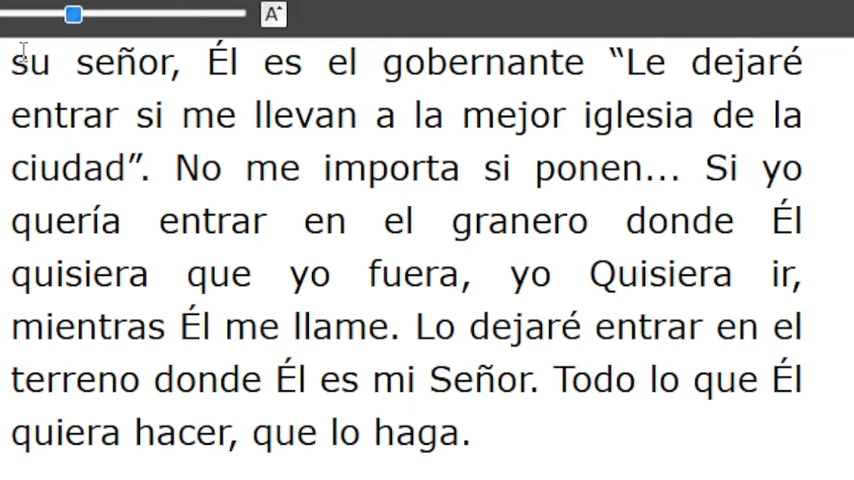 A
su señor, Él es el gobernante “Le dejaré
entrar si me llevan a la mejor iglesia de la
ciudad”. No me importa si ponen... Si yo
quería entrar en el granero donde Él
quisiera que yo fuera, yo Quisiera ir,
mientras Él me llame. Lo dejaré entrar en el
terreno donde Él es mi Señor. Todo lo que Él
quiera hacer, que lo haga.